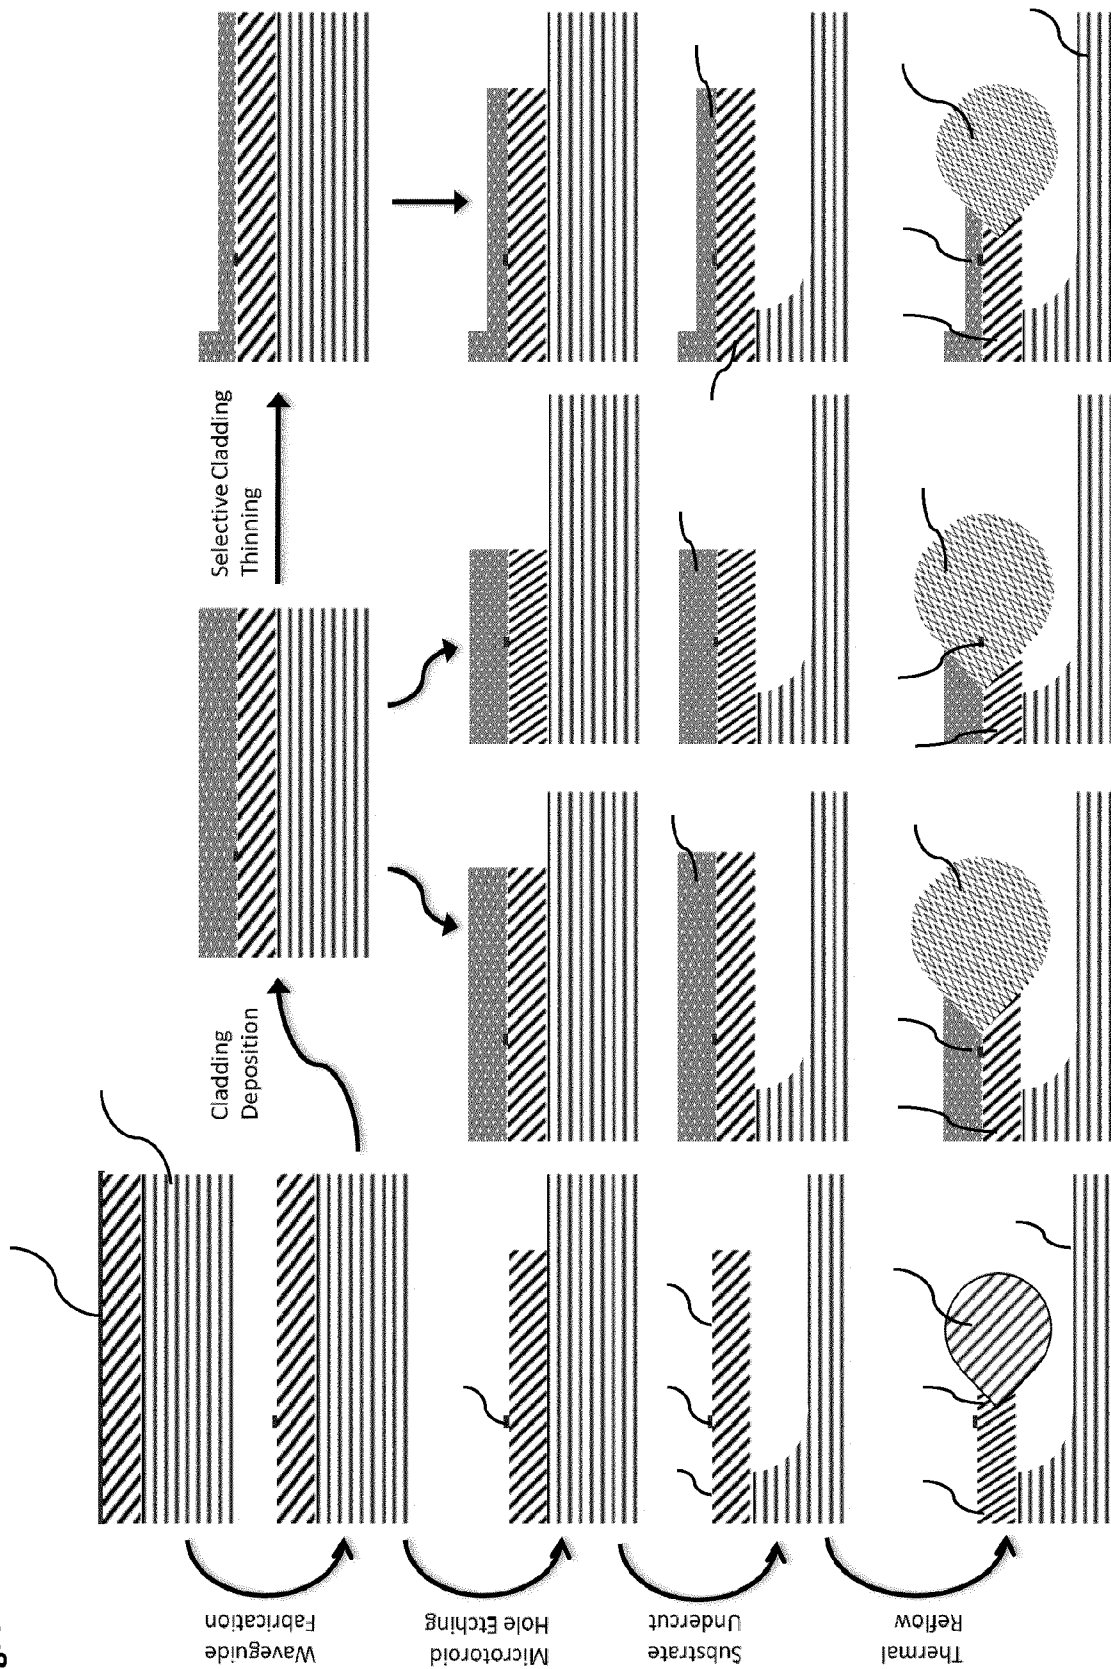 Selective Cladding
Thinning
Cladding
Deposition
Waveguide
Fabrication
Microtoroid
Hole Etching
Substrate
Undercut
Thermal
Reflow